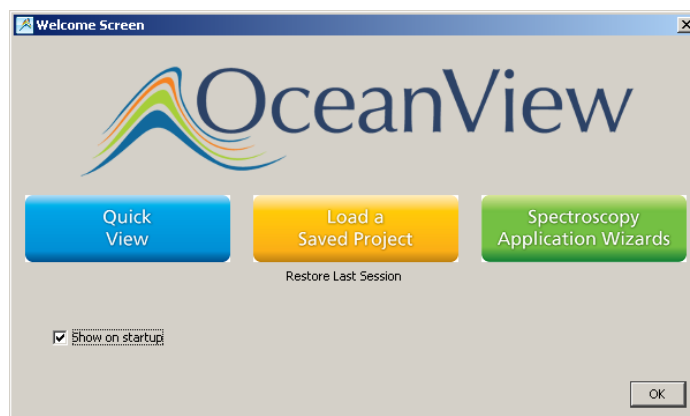 Welcome Screen
OceanView
Quick
View
Load a
Saved Project
Spectroscopy
Application Wizards
Restore Last Session
Show on startup
OK